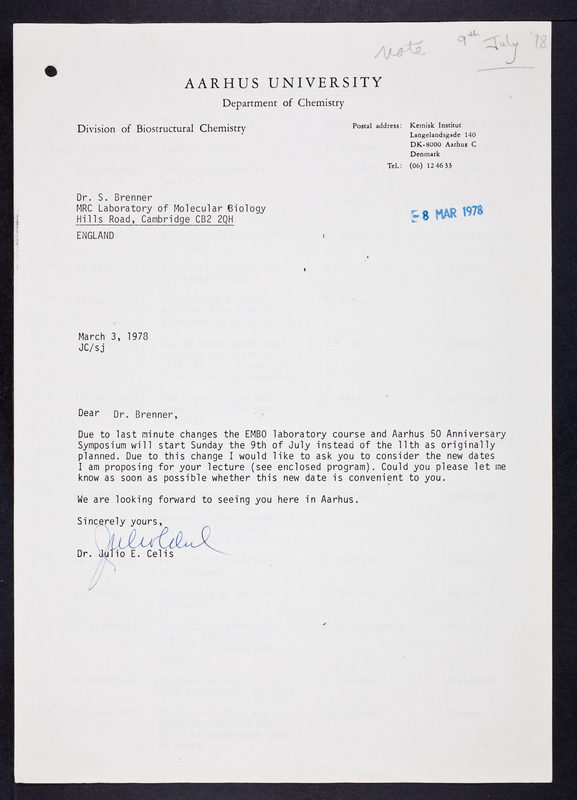 Note 9th July '78
AARHUS UNIVERSITY
Department of Chemistry
Division of Biostructural Chemistry
Postal address: Kemisk Institut
Langelandsgade 140
DK-8000 Aarhus C
Denmark
Tel.: (06) 12 46 33
Dr. S. Brenner
MRC Laboratory of Molecular Biology
Hills Road, Cambridge CB2 2QH
ENGLAND
8 MAR 1978
March 3, 1978
JC/sj
Dear Dr. Brenner,
Due to last minute changes the EMBO laboratory course and Aarhus 50 Anniversary
Symposium will start Sunday the 9th of July instead of the 11th as originally
planned. Due to this change I would like to ask you to consider the new dates
I am proposing for your lecture (see enclosed program). Could you please let me
know as soon as possible whether this new date is convenient to you.
We are looking forward to seeing you here in Aarhus.
Sincerely yours,
Dr. Julio E. Celis